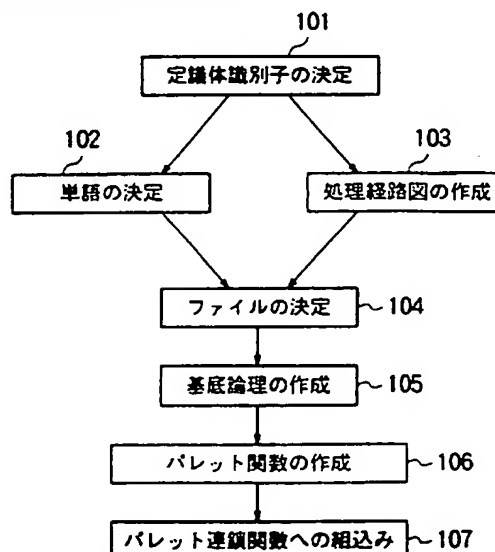 101
定議体識別子の決定
102
単語の決定
103
処理経路図の作成
ファイルの決定
104
基底論理の作成
105
パレット関数の作成
106
パレット連鎖関数への組込み
107